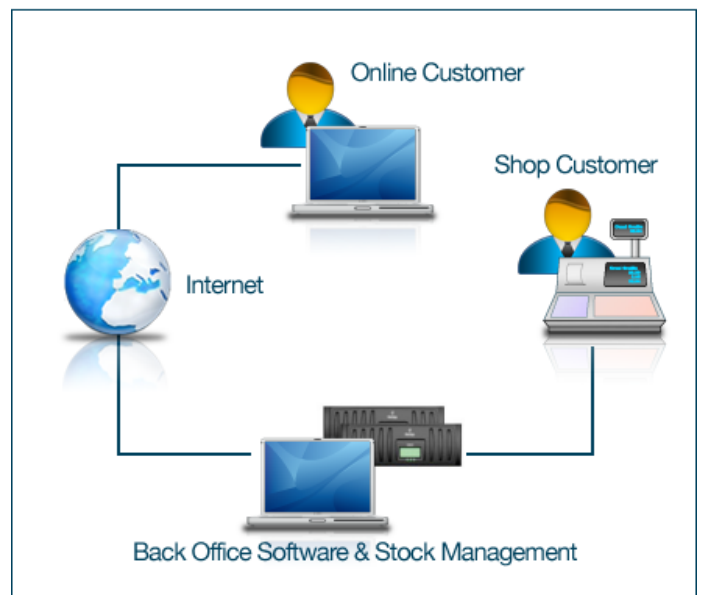 Online Customer
Shop Customer
Internet
Back Office Software & Stock Management